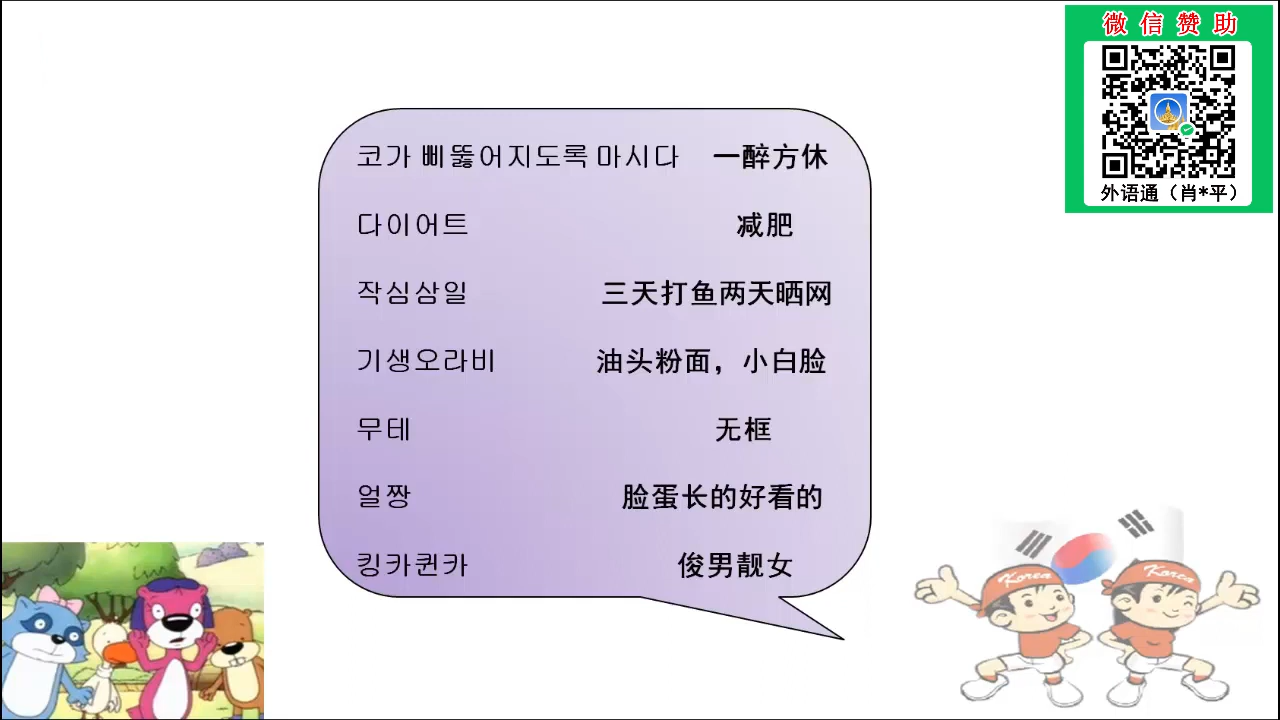 微信赞助
外语通（肖*平）
코가 삐뚫어지도록 마시다 一醉方休
다이어트 减肥
작심삼일 三天打鱼两天晒网
기생오라비 油头粉面，小白脸
무테 无框
얼짱 脸蛋长的好看的
킹카퀸카 俊男靓女
Korea
Korea